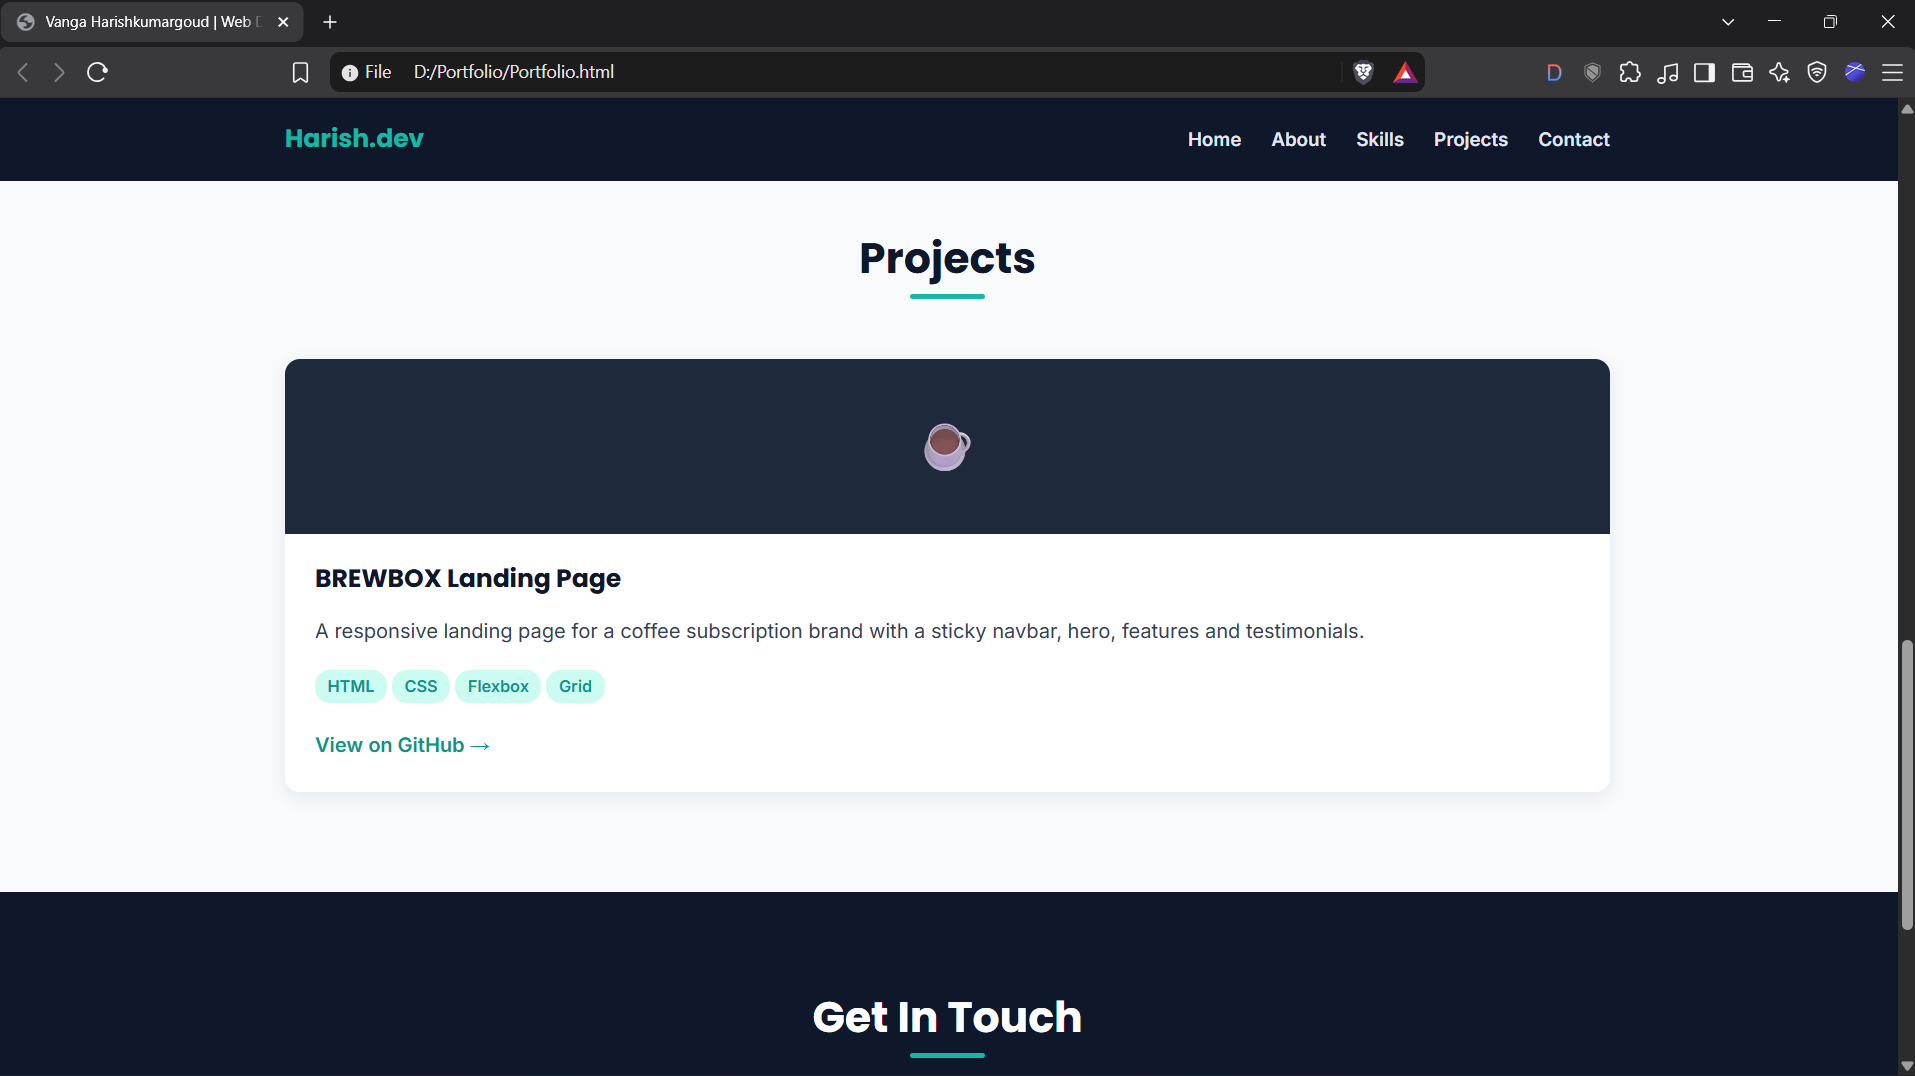 Vanga Harishkumargoud | Web
File D:/Portfolio/Portfolio.html
Harish.dev
Home About Skills Projects Contact
Projects
BREWBOX Landing Page
A responsive landing page for a coffee subscription brand with a sticky navbar, hero, features and testimonials.
HTML CSS Flexbox Grid
View on GitHub →
Get In Touch